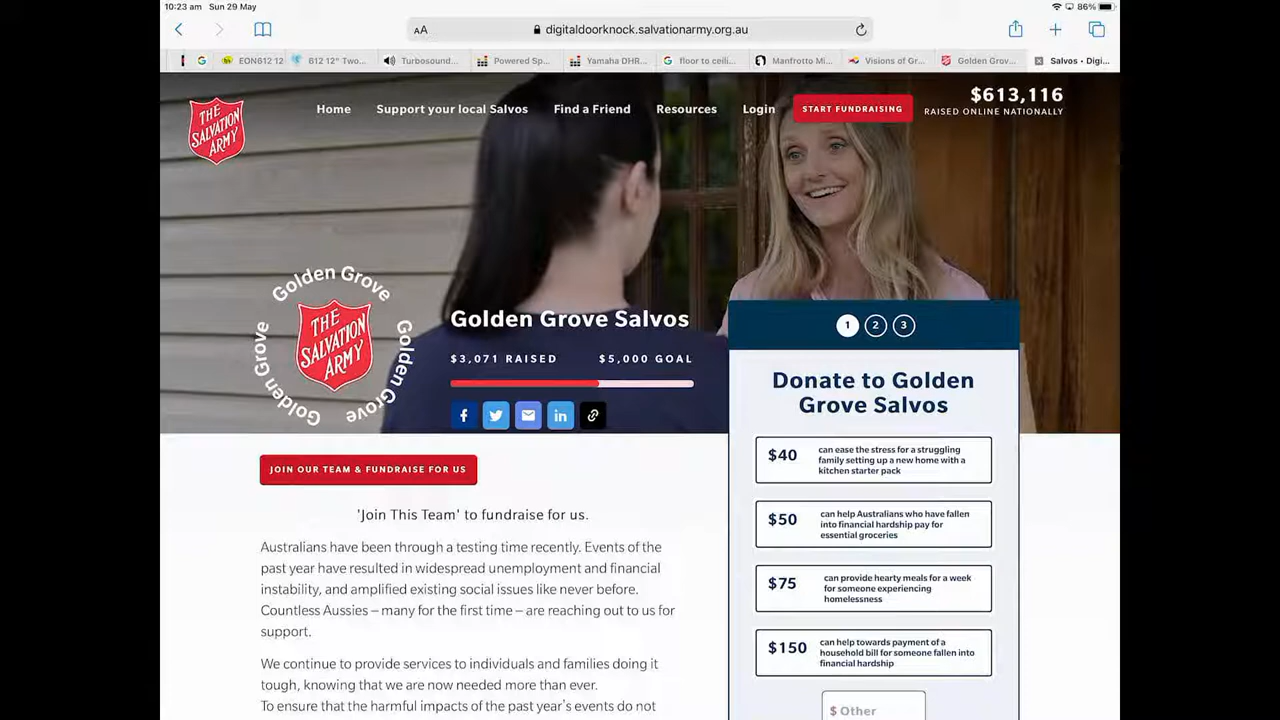 10:23 am Sun 29 May
86%
AA
digitaldoorknock.salvationarmy.org.au
G
EON612 12
612 12" Two...
Turbosound...
Powered Sp...
Yamaha DHR...
G floor to ceili...
Manfrotto Mi...
Visions of Gr...
Golden Grov...
Salvos • Digi...
THE SALVATION ARMY
Home
Support your local Salvos
Find a Friend
Resources
Login
START FUNDRAISING
$613,116
RAISED ONLINE NATIONALLY
Golden Grove
Golden Grove
Golden Grove
THE SALVATION ARMY
Golden Grove Salvos
$3,071 RAISED
$5,000 GOAL
f
in
JOIN OUR TEAM & FUNDRAISE FOR US
'Join This Team' to fundraise for us.
Australians have been through a testing time recently. Events of the
past year have resulted in widespread unemployment and financial
instability, and amplified existing social issues like never before.
Countless Aussies – many for the first time – are reaching out to us for
support.
We continue to provide services to individuals and families doing it
tough, knowing that we are now needed more than ever.
To ensure that the harmful impacts of the past year's events do not
1 2 3
Donate to Golden
Grove Salvos
$40
can ease the stress for a struggling
family setting up a new home with a
kitchen starter pack
$50
can help Australians who have fallen
into financial hardship pay for
essential groceries
$75
can provide hearty meals for a week
for someone experiencing
homelessness
$150
can help towards payment of a
household bill for someone fallen into
financial hardship
$ Other